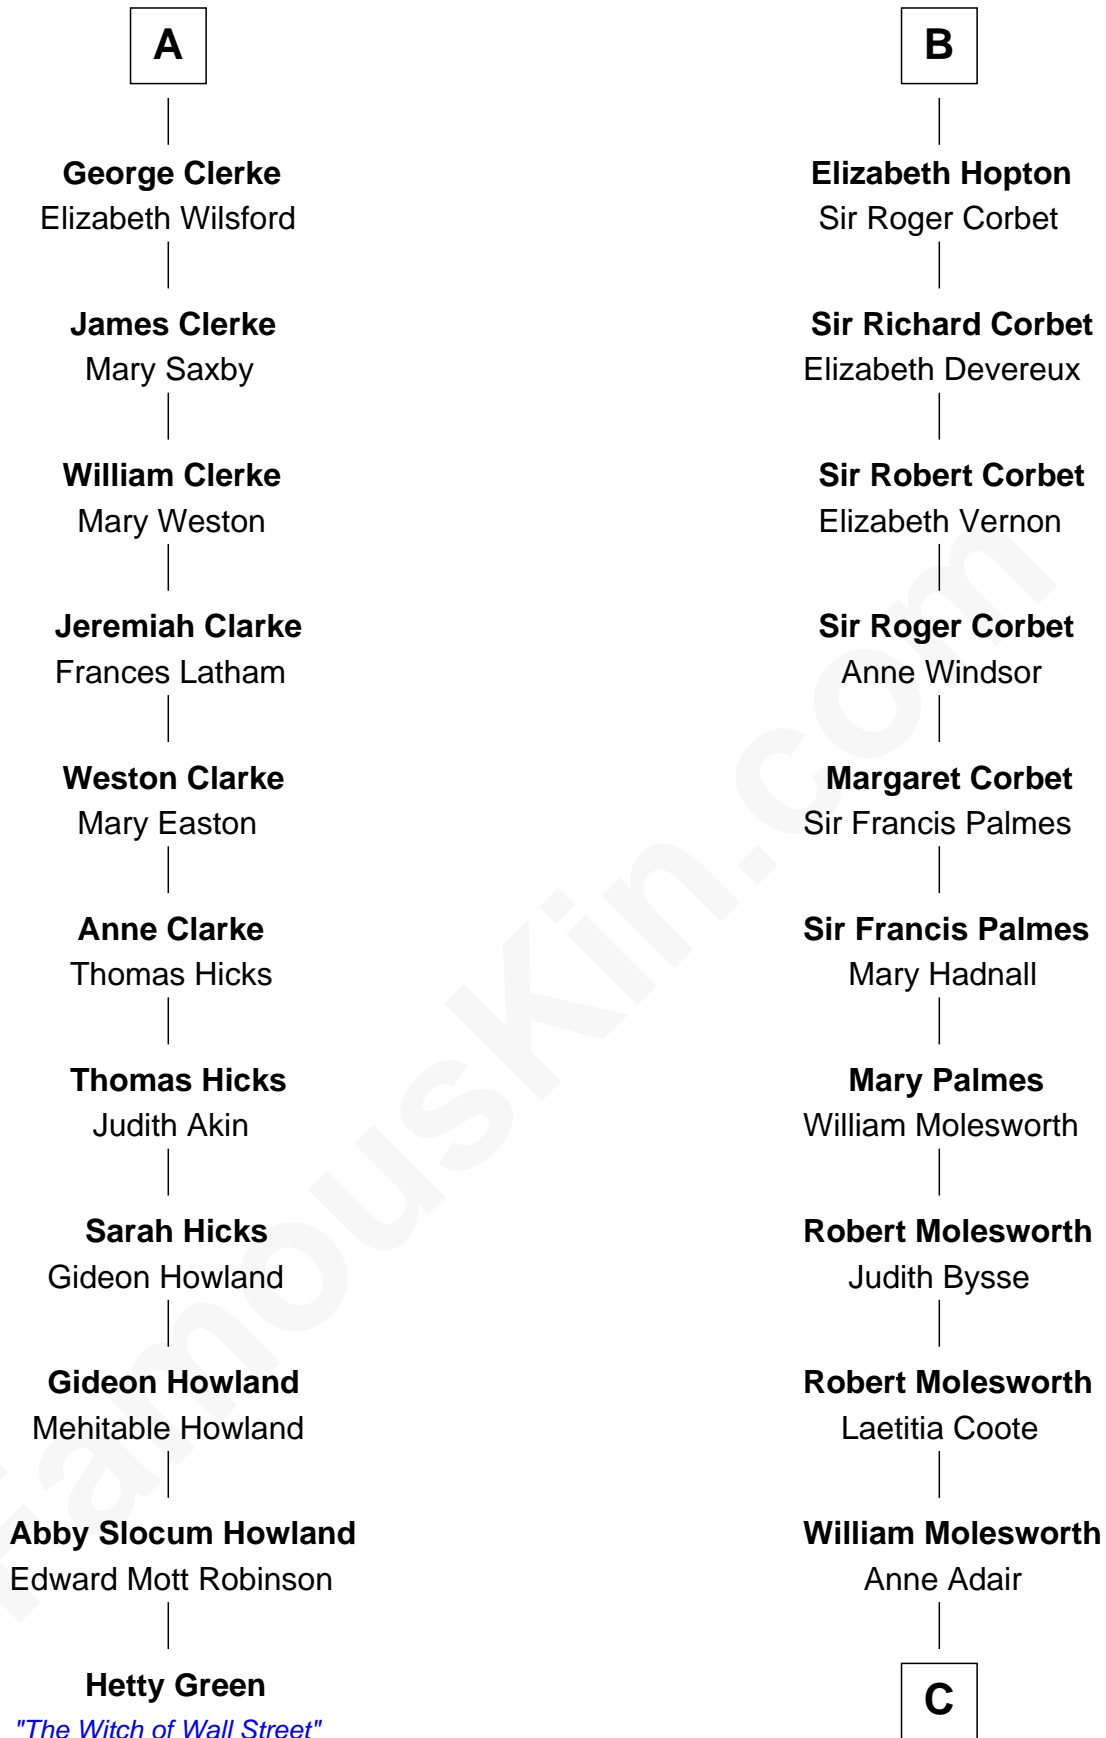 A
George Clerke
Elizabeth Wilsford
James Clerke
Mary Saxby
William Clerke
Mary Weston
Jeremiah Clarke
Frances Latham
Weston Clarke
Mary Easton
Anne Clarke
Thomas Hicks
Thomas Hicks
Judith Akin
Sarah Hicks
Gideon Howland
Gideon Howland
Mehitable Howland
Abby Slocum Howland
Edward Mott Robinson
Hetty Green
"The Witch of Wall Street"
B
Elizabeth Hopton
Sir Roger Corbet
Sir Richard Corbet
Elizabeth Devereux
Sir Robert Corbet
Elizabeth Vernon
Sir Roger Corbet
Anne Windsor
Margaret Corbet
Sir Francis Palmes
Sir Francis Palmes
Mary Hadnall
Mary Palmes
William Molesworth
Robert Molesworth
Judith Bysse
Robert Molesworth
Laetitia Coote
William Molesworth
Anne Adair
C
FamousKin.com